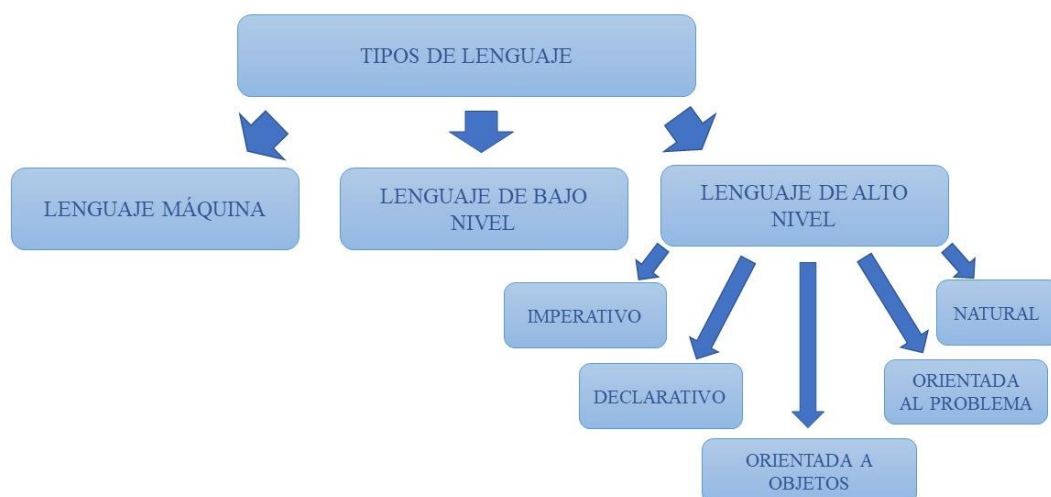 TIPOS DE LENGUAJE
LENGUAJE MÁQUINA
LENGUAJE DE BAJO
NIVEL
LENGUAJE DE ALTO
NIVEL
IMPERATIVO
NATURAL
DECLARATIVO
ORIENTADA
AL PROBLEMA
ORIENTADA A
OBJETOS